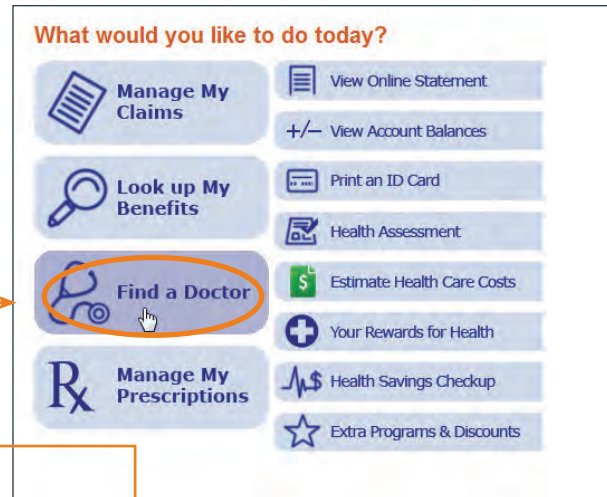 What would you like to do today?
Manage My
Claims
Look up My
Benefits
Find a Doctor
Rx
Manage My
Prescriptions
View Online Statement
+/– View Account Balances
Print an ID Card
Health Assessment
$
Estimate Health Care Costs
Your Rewards for Health
$
Health Savings Checkup
Extra Programs & Discounts